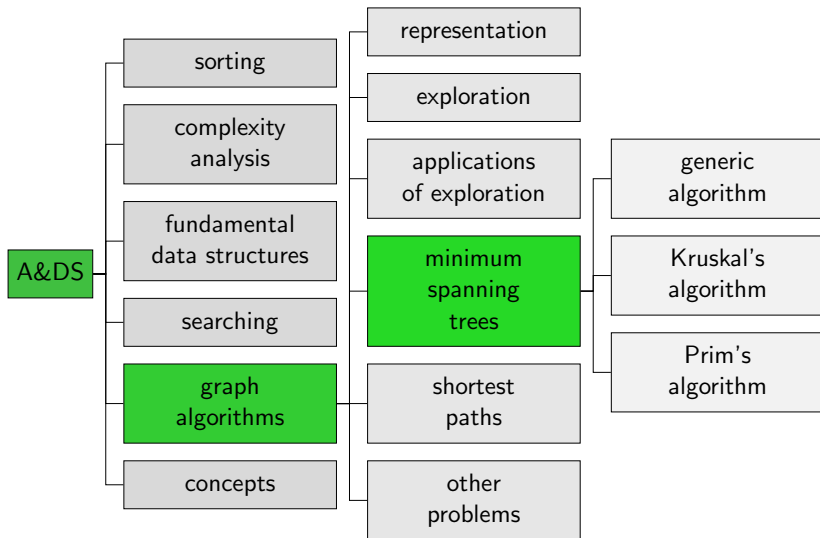 A&DS
sorting
complexity
analysis
fundamental
data structures
searching
graph
algorithms
concepts
representation
exploration
applications
of exploration
minimum
spanning
trees
shortest
paths
other
problems
generic
algorithm
Kruskal's
algorithm
Prim's
algorithm